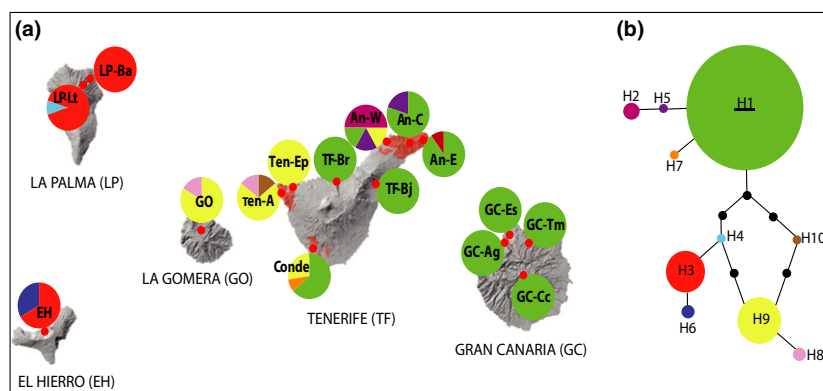 (a)
(b)
LP-Ba
LP-Lt
LA PALMA (LP)
An-W
An-C
An-E
Ten-Ep
TF-Br
TF-Bj
Ten-A
GO
LA GOMERA (GO)
Conde
TENERIFE (TF)
GC-Es
GC-Tm
GC-Ag
GC-Cc
GRAN CANARIA (GC)
EH
EL HIERRO (EH)
H1
H2
H5
H7
H4
H10
H3
H6
H9
H8